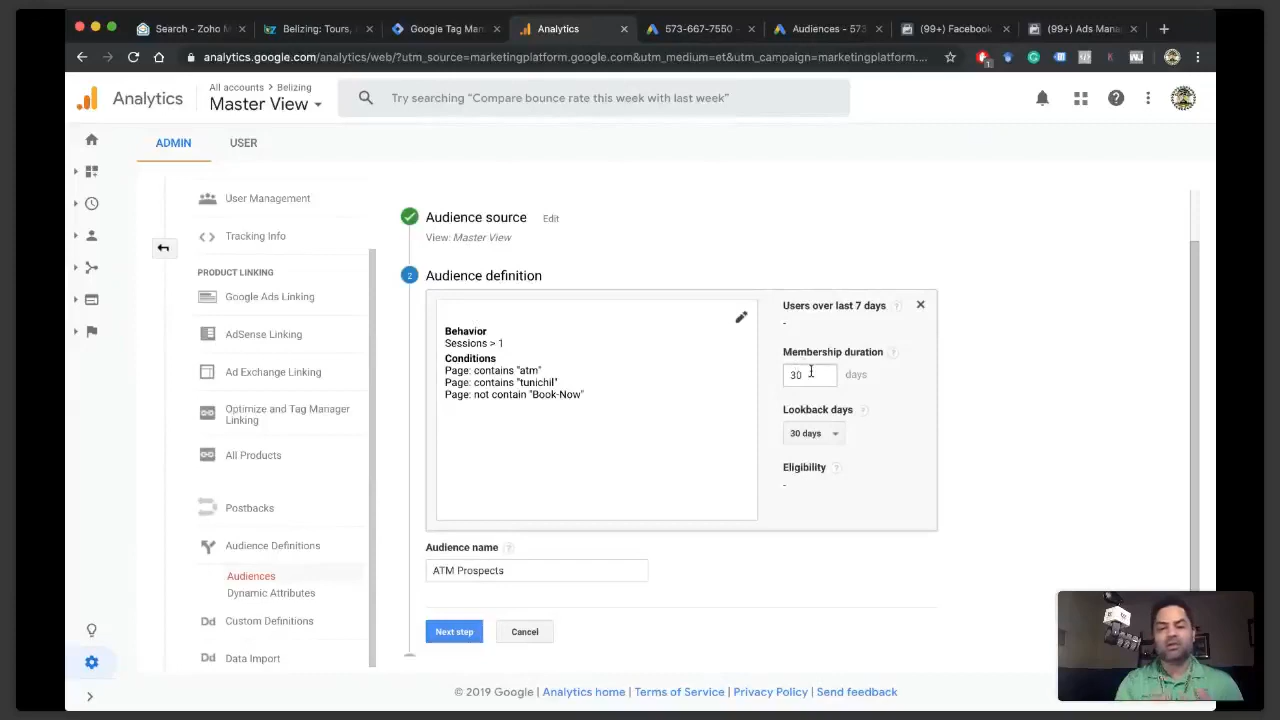 Search - Zoho M
Belizing: Tours,
Google Tag Man
Analytics
573-667-7550 -
Audiences - 573
(99+) Facebook
(99+) Ads Mana
analytics.google.com/analytics/web/?utm_source=marketingplatform.google.com&utm_medium=et&utm_campaign=marketingplatform....
1
Analytics
All accounts > Belizing
Master View
Try searching "Compare bounce rate this week with last week"
ADMIN
USER
User Management
Tracking Info
PRODUCT LINKING
Google Ads Linking
AdSense Linking
Ad Exchange Linking
Optimize and Tag Manager
Linking
All Products
Postbacks
Audience Definitions
Audiences
Dynamic Attributes
Dd Custom Definitions
Dd Data Import
Audience source Edit
View: Master View
2 Audience definition
Behavior
Sessions > 1
Conditions
Page: contains "atm"
Page: contains "tunichil"
Page: not contain "Book-Now"
Users over last 7 days ?
-
Membership duration ?
30 days
Lookback days ?
30 days
Eligibility ?
-
Audience name ?
ATM Prospects
Next step
Cancel
© 2019 Google | Analytics home | Terms of Service | Privacy Policy | Send feedback